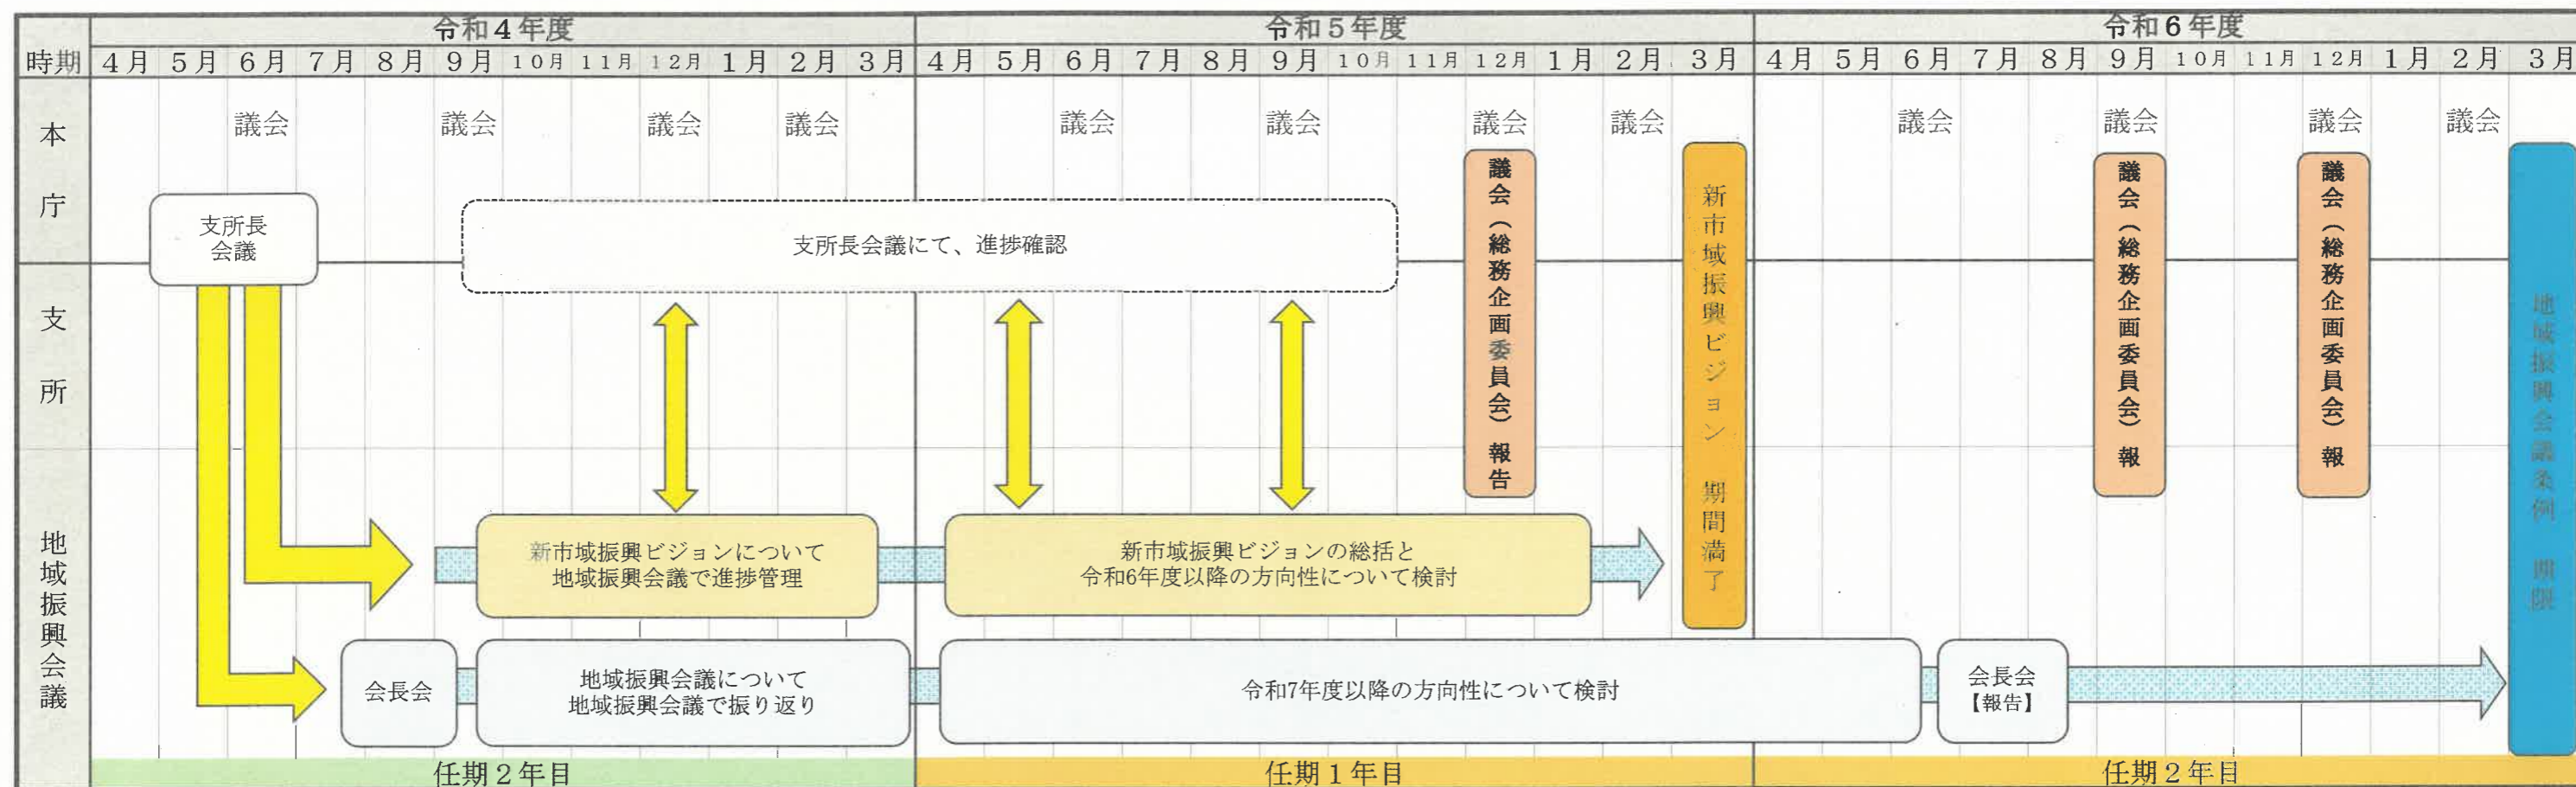 時期
令和4年度
令和5年度
令和6年度
4月 5月 6月 7月 8月 9月 10月 11月 12月 1月 2月 3月
4月 5月 6月 7月 8月 9月 10月 11月 12月 1月 2月 3月
4月 5月 6月 7月 8月 9月 10月 11月 12月 1月 2月 3月
本庁
議会 議会 議会 議会 議会 議会 議会 議会 議会 議会 議会 議会
支所長
会議
支所長会議にて、進捗確認
議会(総務企画委員会)報告
新市域振興ビジョン 期間満了
議会(総務企画委員会)報
議会(総務企画委員会)報
地域振興会議条例 期限
支所
地域振興会議
新市域振興ビジョンについて
地域振興会議で進捗管理
新市域振興ビジョンの総括と
令和6年度以降の方向性について検討
会長会
地域振興会議について
地域振興会議で振り返り
令和7年度以降の方向性について検討
会長会
【報告】
任期2年目
任期1年目
任期2年目